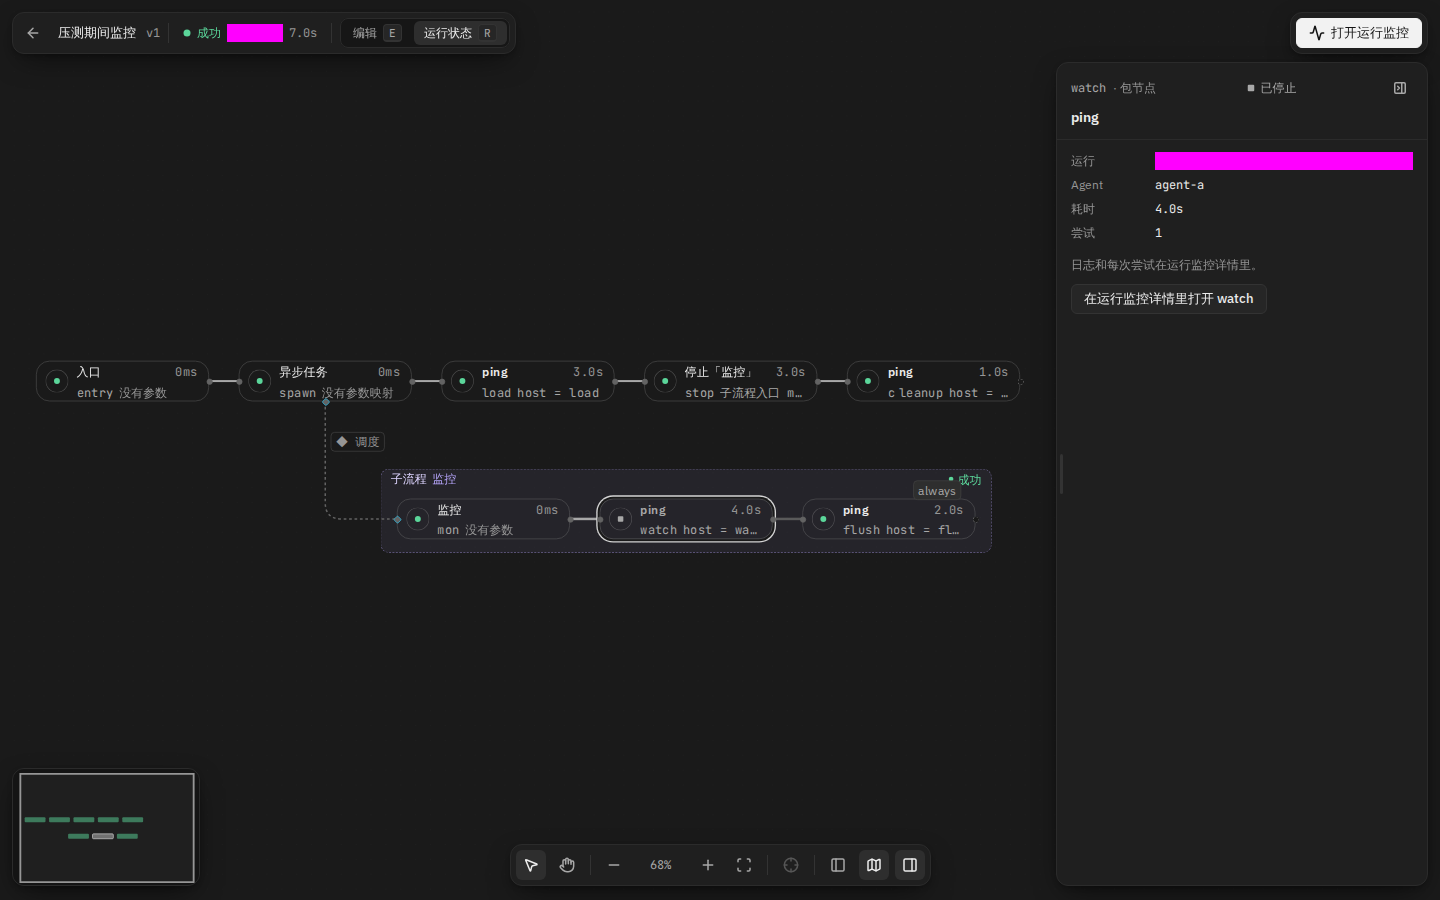 压测期间监控 v1 成功 7.0s 编辑 E 运行状态 R 打开运行监控
watch · 包节点 已停止
ping
运行
Agent agent-a
耗时 4.0s
尝试 1
日志和每次尝试在运行监控详情里。
在运行监控详情里打开 watch
入口 0ms
entry 没有参数
异步任务 0ms
spawn 没有参数映射
ping 3.0s
load host = load
停止「监控」 3.0s
stop 子流程入口 m…
ping 1.0s
cleanup host = …
◆ 调度
子流程 监控 成功
always
监控 0ms
mon 没有参数
ping 4.0s
watch host = wa…
ping 2.0s
flush host = fl…
68%